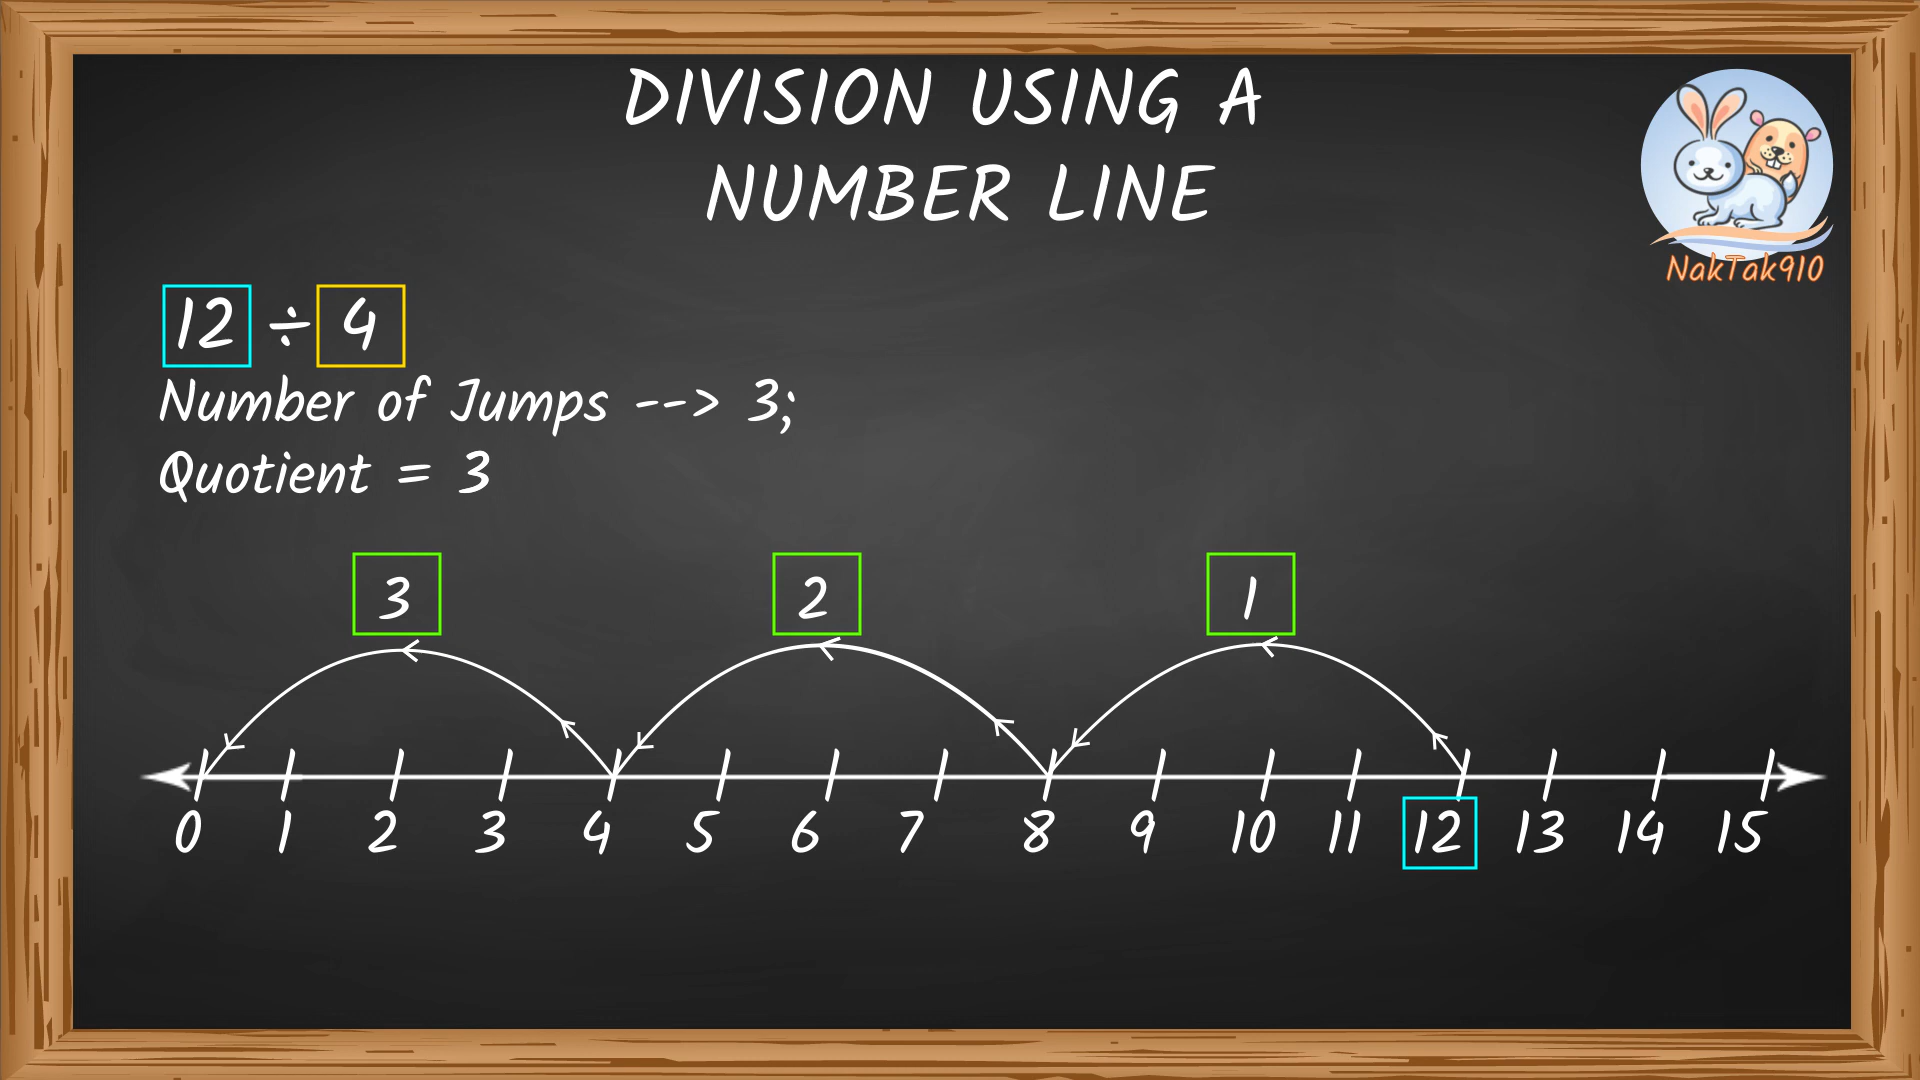 DIVISION USING A
NUMBER LINE
NakTak910
12 ÷ 4
Number of Jumps --> 3;
Quotient = 3
3 2 1
0 1 2 3 4 5 6 7 8 9 10 11 12 13 14 15